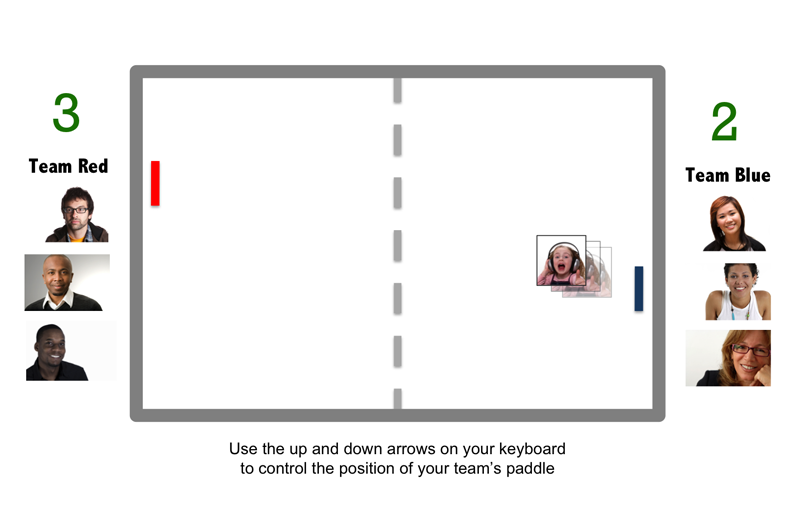 3
Team Red
2
Team Blue
Use the up and down arrows on your keyboard
to control the position of your team's paddle